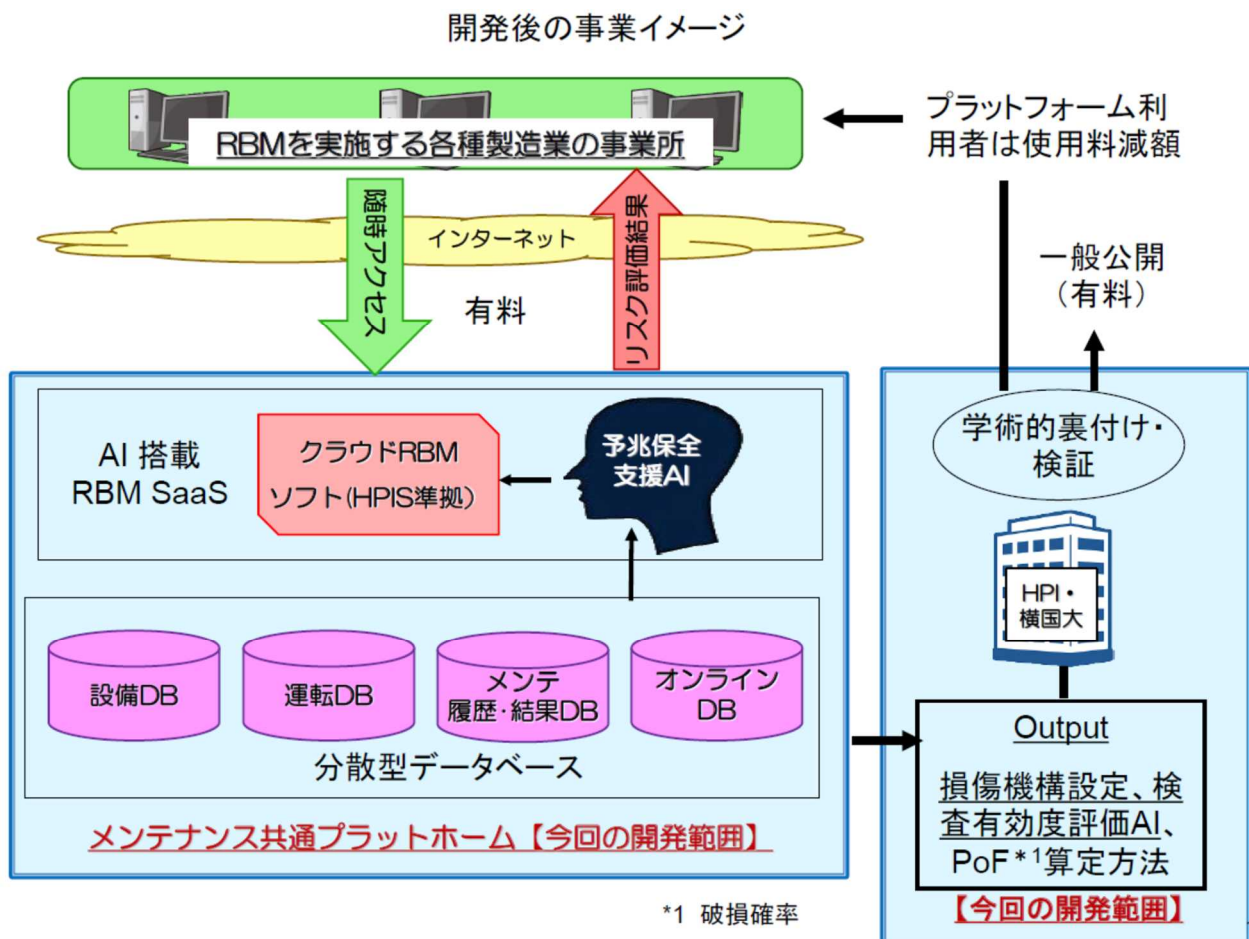 開発後の事業イメージ
RBMを実施する各種製造業の事業所
プラットフォーム利
用者は使用料減額
随時アクセス
インターネット
有料
リスク評価結果
一般公開
（有料）
AI 搭載
RBM SaaS
クラウドRBM
ソフト(HPIS準拠）
予兆保全
支援AI
設備DB
運転DB
メンテ
履歴・結果DB
オンライン
DB
分散型データベース
メンテナンス共通プラットホーム【今回の開発範囲】
*1 破損確率
学術的裏付け・
検証
HPI・
横国大
Output
損傷機構設定、検
査有効度評価AI、
PoF*1算定方法
【今回の開発範囲】